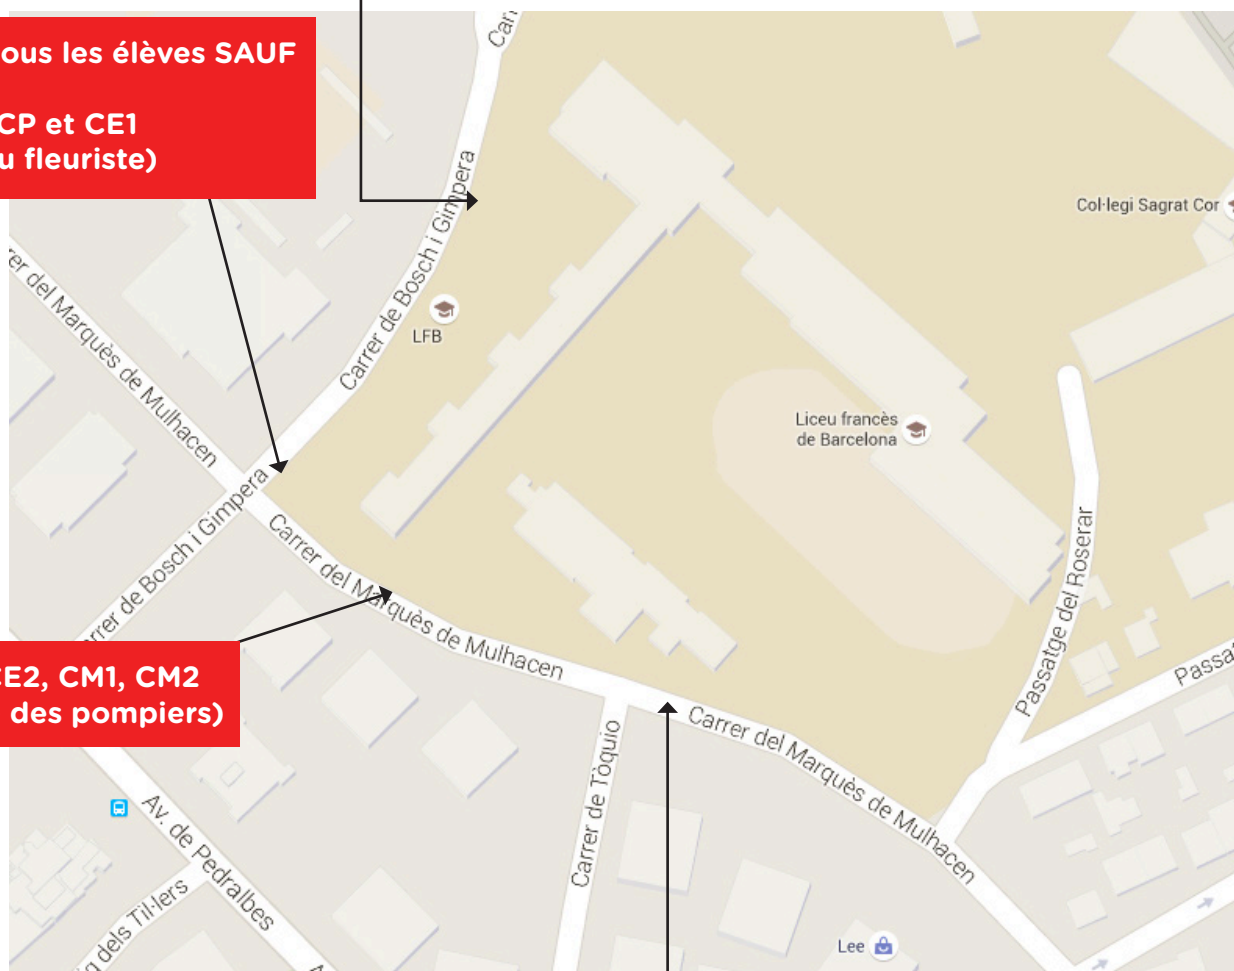 ous les élèves SAUF
CP et CE1
u fleuriste)
Carrer de Bosch i Gimpera
Col·legi Sagrat Cor
LFB
rer del Marquès de Mulhacen
Liceu francès
de Barcelona
Carrer del Marquès de Mulhacen
rrer de Bosch i Gimpera
Passatge del Roserar
Passa
CE2, CM1, CM2
des pompiers)
Carrer del Marquès de Mulhacen
Carrer de Tòquio
Av. de Pedralbes
g dels Til·lers
Lee